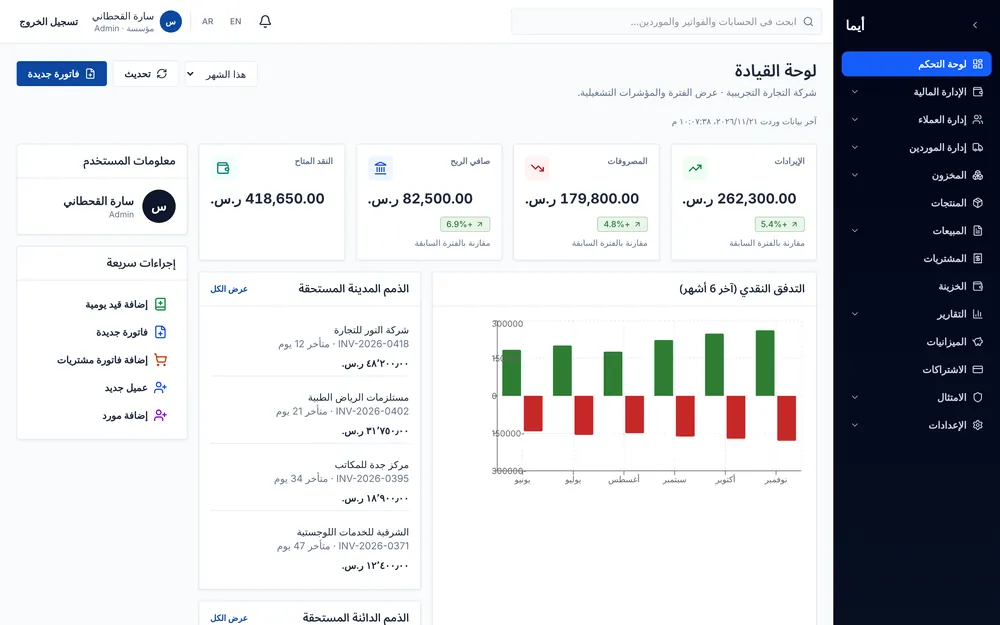 أيما
لوحة التحكم
الإدارة المالية
إدارة العملاء
إدارة الموردين
المخزون
المنتجات
المبيعات
المشتريات
الخزينة
التقارير
الميزانيات
الاشتراكات
الامتثال
الإعدادات
ابحث في الحسابات والفواتير والموردين...
EN
AR
س
سارة القحطاني
مؤسسة · Admin
تسجيل الخروج
لوحة القيادة
شركة التجارة التجريبية - عرض الفترة والمؤشرات التشغيلية.
آخر بيانات وردت ٢٠٢٦/١١/٢١، ١٠:٠٧:٣٨ م
هذا الشهر
تحديث
فاتورة جديدة
الإيرادات
262,300.00 ر.س.
5.4%+
مقارنة بالفترة السابقة
المصروفات
179,800.00 ر.س.
4.8%+
مقارنة بالفترة السابقة
صافي الربح
82,500.00 ر.س.
6.9%+
مقارنة بالفترة السابقة
النقد المتاح
418,650.00 ر.س.
معلومات المستخدم
س
سارة القحطاني
Admin
إجراءات سريعة
إضافة قيد يومية
فاتورة جديدة
إضافة فاتورة مشتريات
عميل جديد
إضافة مورد
التدفق النقدي (آخر 6 أشهر)
300000
0
150000-
300000-
يونيو
يوليو
أغسطس
سبتمبر
أكتوبر
نوفمبر
الذمم المدينة المستحقة
عرض الكل
شركة النور للتجارة
INV-2026-0418 · متأخر 12 يوم
٤٨٬٢٠٠٫٠٠ ر.س.
مستلزمات الرياض الطبية
INV-2026-0402 · متأخر 21 يوم
٣١٬٧٥٠٫٠٠ ر.س.
مركز جدة للمكاتب
INV-2026-0395 · متأخر 34 يوم
١٨٬٩٠٠٫٠٠ ر.س.
الشرقية للخدمات اللوجستية
INV-2026-0371 · متأخر 47 يوم
١٢٬٤٠٠٫٠٠ ر.س.
الذمم الدائنة المستحقة
عرض الكل